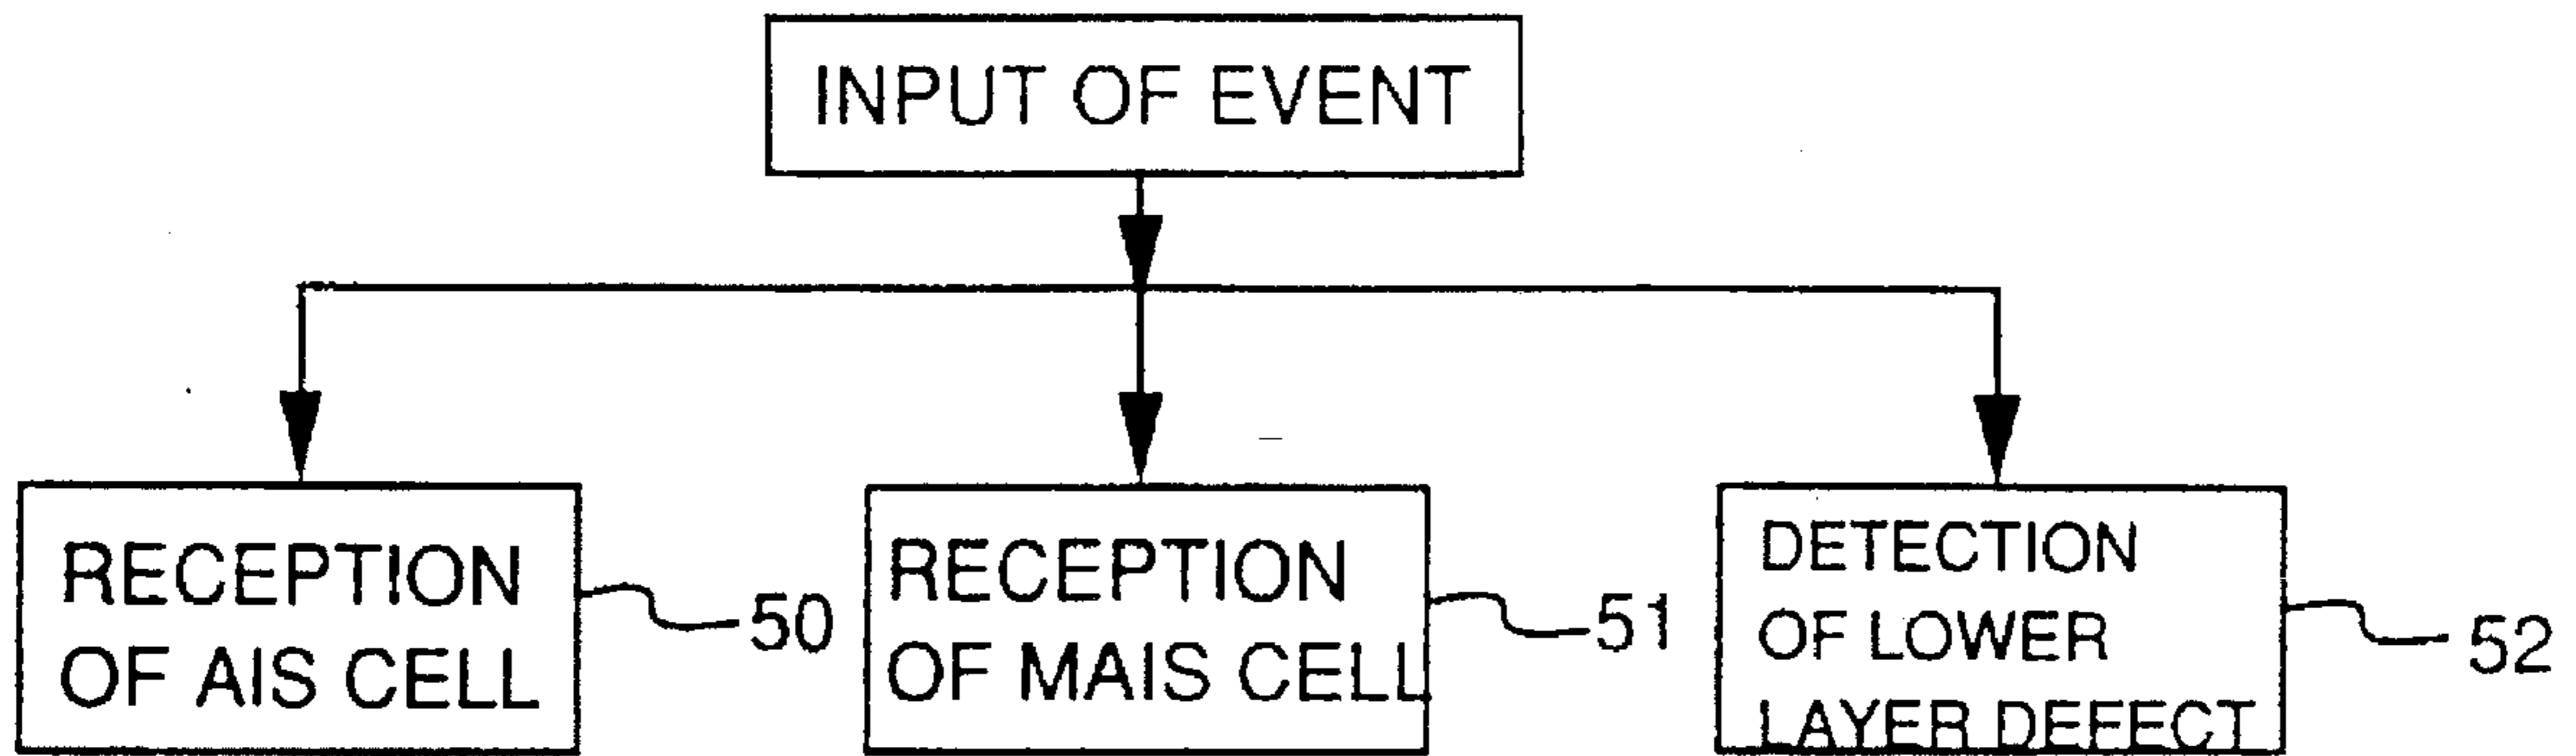 INPUT OF EVENT
RECEPTION
OF AIS CELL
50
RECEPTION
OF MAIS CELL
51
DETECTION
OF LOWER
LAYER DEFECT
52